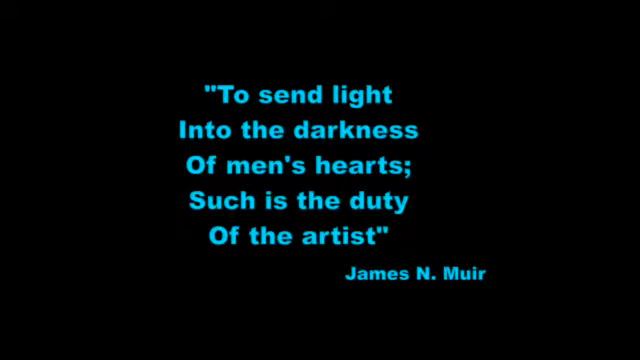 "To send light
Into the darkness
Of men's hearts;
Such is the duty
Of the artist"
James N. Muir